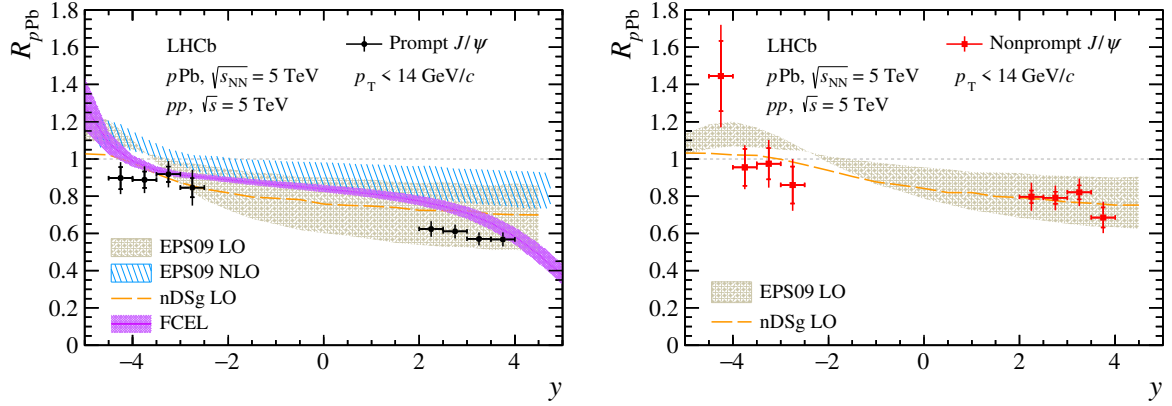 R_pPb
1.8
1.6
1.4
1.2
1
0.8
0.6
0.4
0.2
0
LHCb
Prompt J/ψ
pPb, √s_NN = 5 TeV
p_T < 14 GeV/c
pp, √s = 5 TeV
EPS09 LO
EPS09 NLO
nDSg LO
FCEL
−4 −2 0 2 4
y
R_pPb
1.8
1.6
1.4
1.2
1
0.8
0.6
0.4
0.2
0
LHCb
Nonprompt J/ψ
pPb, √s_NN = 5 TeV
p_T < 14 GeV/c
pp, √s = 5 TeV
EPS09 LO
nDSg LO
−4 −2 0 2 4
y